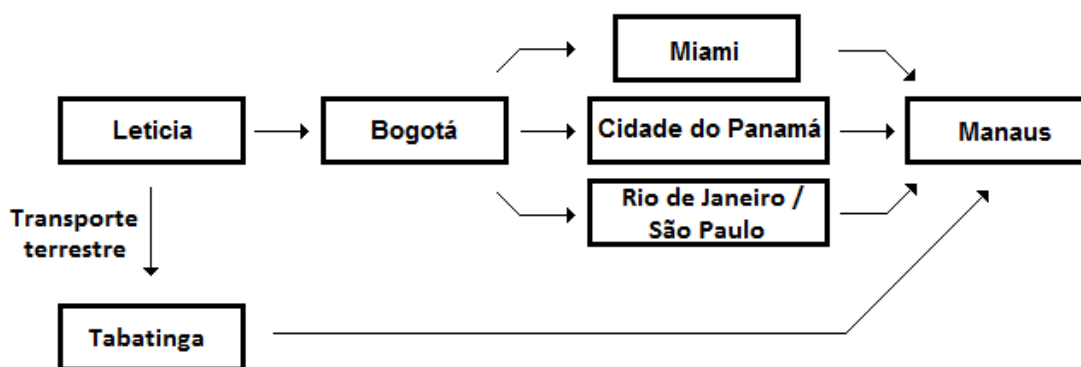 Miami
Leticia
Bogotá
Cidade do Panamá
Manaus
Rio de Janeiro /
São Paulo
Transporte
terrestre
Tabatinga